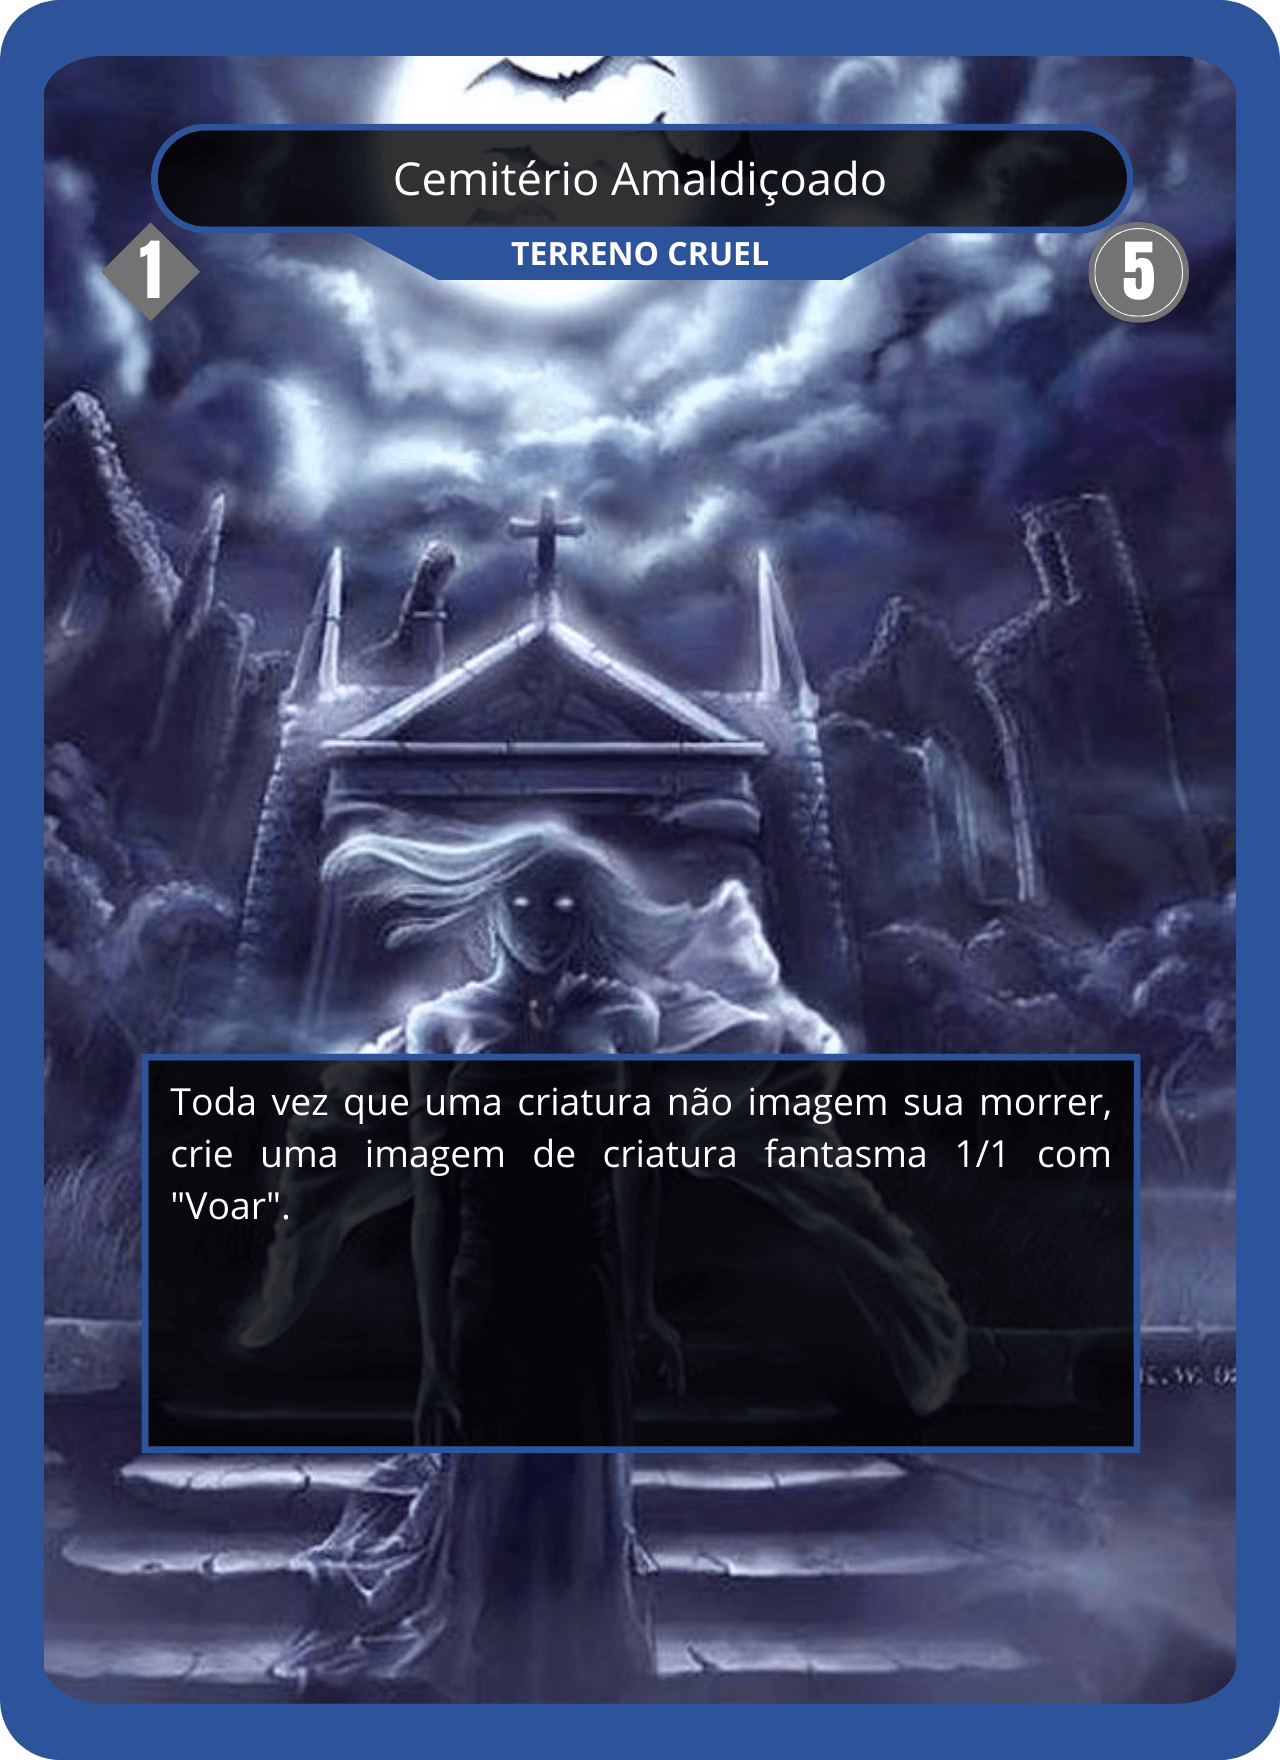 Cemitério Amaldiçoado
TERRENO CRUEL
1
5
Toda vez que uma criatura não imagem sua morrer,
crie uma imagem de criatura fantasma 1/1 com
"Voar".
K.W.